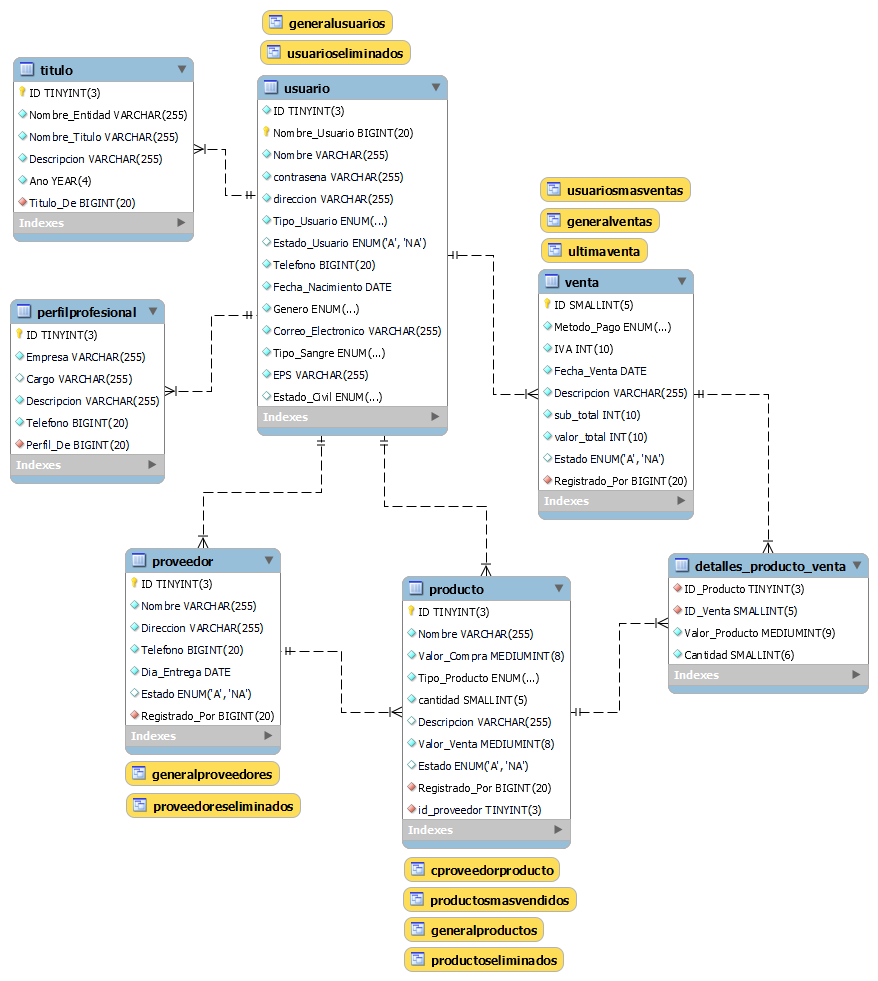 generalusuarios
usuarioseliminados
titulo
ID TINYINT(3)
Nombre_Entidad VARCHAR(255)
Nombre_Titulo VARCHAR(255)
Descripcion VARCHAR(255)
Ano YEAR(4)
Titulo_De BIGINT(20)
Indexes
usuario
ID TINYINT(3)
Nombre_Usuario BIGINT(20)
Nombre VARCHAR(255)
contrasena VARCHAR(255)
direccion VARCHAR(255)
Tipo_Usuario ENUM(...)
Estado_Usuario ENUM('A', 'NA')
Telefono BIGINT(20)
Fecha_Nacimiento DATE
Genero ENUM(...)
Correo_Electronico VARCHAR(255)
Tipo_Sangre ENUM(...)
EPS VARCHAR(255)
Estado_Civil ENUM(...)
Indexes
perfilprofesional
ID TINYINT(3)
Empresa VARCHAR(255)
Cargo VARCHAR(255)
Descripcion VARCHAR(255)
Telefono BIGINT(20)
Perfil_De BIGINT(20)
Indexes
usuariosmasventas
generalventas
ultimaventa
venta
ID SMALLINT(5)
Metodo_Pago ENUM(...)
IVA INT(10)
Fecha_Venta DATE
Descripcion VARCHAR(255)
sub_total INT(10)
valor_total INT(10)
Estado ENUM('A', 'NA')
Registrado_Por BIGINT(20)
Indexes
proveedor
ID TINYINT(3)
Nombre VARCHAR(255)
Direccion VARCHAR(255)
Telefono BIGINT(20)
Dia_Entrega DATE
Estado ENUM('A', 'NA')
Registrado_Por BIGINT(20)
Indexes
generalproveedores
proveedoreseliminados
producto
ID TINYINT(3)
Nombre VARCHAR(255)
Valor_Compra MEDIUMINT(8)
Tipo_Producto ENUM(...)
cantidad SMALLINT(5)
Descripcion VARCHAR(255)
Valor_Venta MEDIUMINT(8)
Estado ENUM('A', 'NA')
Registrado_Por BIGINT(20)
id_proveedor TINYINT(3)
Indexes
detalles_producto_venta
ID_Producto TINYINT(3)
ID_Venta SMALLINT(5)
Valor_Producto MEDIUMINT(9)
Cantidad SMALLINT(6)
Indexes
cproveedorproducto
productosmasvendidos
generalproductos
productoseliminados